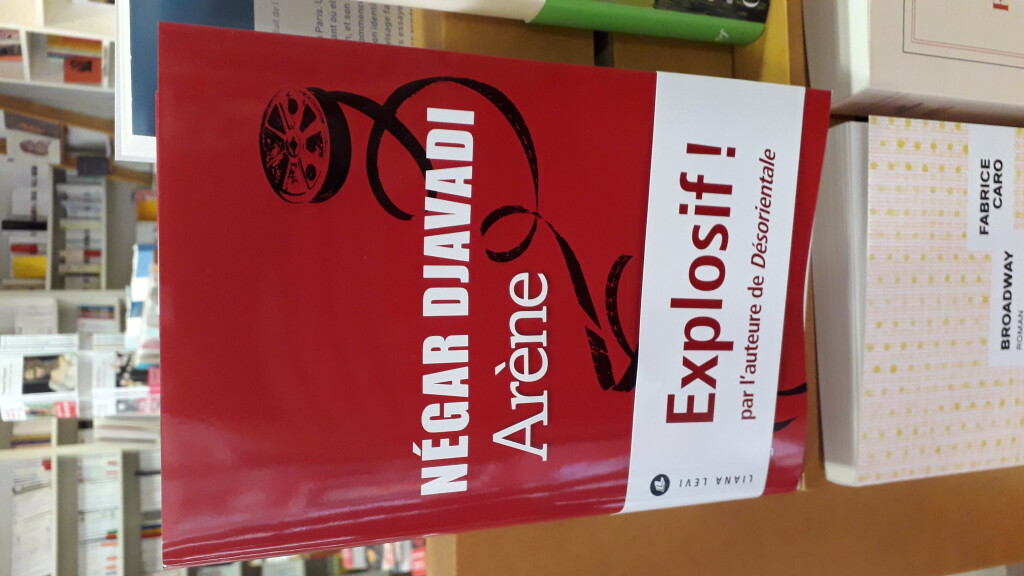 NÉGAR DJAVADI
Arène
Explosif !
par l'auteure de Désorientale
LIANA LEVI
FABRICE
CARO
BROADWAY
ROMAN